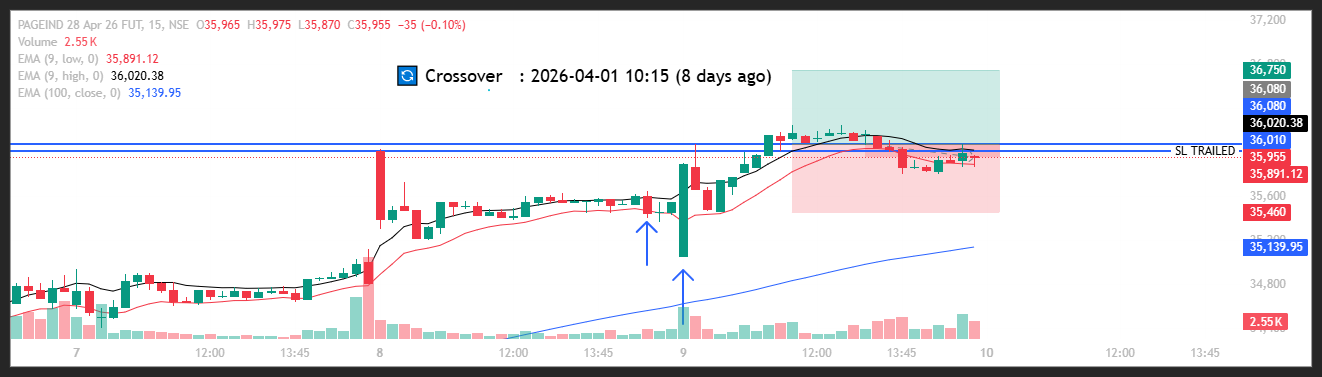 PAGEIND 28 Apr 26 FUT, 15, NSE O35,965 H35,975 L35,870 C35,955 −35 (−0.10%)
Volume 2.55 K
EMA (9, low, 0) 35,891.12
EMA (9, high, 0) 36,020.38
EMA (100, close, 0) 35,139.95
Crossover : 2026-04-01 10:15 (8 days ago)
37,200
36,750
36,080
36,080
36,020.38
36,010
SL TRAILED
35,955
35,891.12
35,600
35,460
35,139.95
34,800
2.55 K
7 12:00 13:45 8 12:00 13:45 9 12:00 13:45 10 12:00 13:45